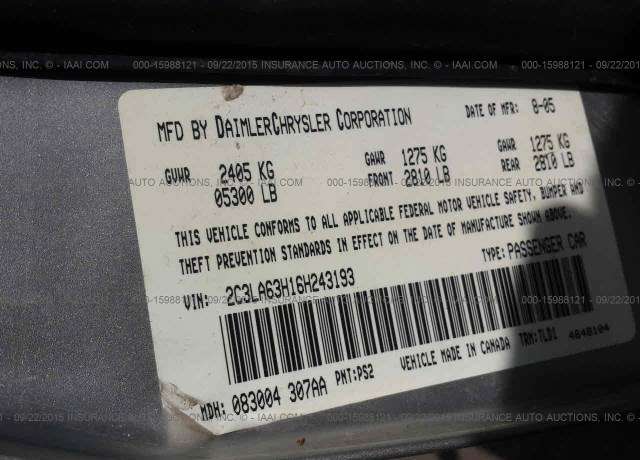 000-15988121 - 09/22/2015 INSURANCE AUTO AUCTIONS, INC. - © IAAI.COM
MFD BY DAIMLERCHRYSLER CORPORATION DATE OF MFR: 8-05
GVWR 2405 KG GAWR 1275 KG GAWR 1275 KG
05300 LB FRONT 2810 LB REAR 2810 LB
THIS VEHICLE CONFORMS TO ALL APPLICABLE FEDERAL MOTOR VEHICLE SAFETY, BUMPER AND
THEFT PREVENTION STANDARDS IN EFFECT ON THE DATE OF MANUFACTURE SHOWN ABOVE.
VIN: 2C3LA63H16H243193 TYPE: PASSENGER CAR
MDH: 083004 307AA PNT:PS2 VEHICLE MADE IN CANADA TRM:TLD1 4648104